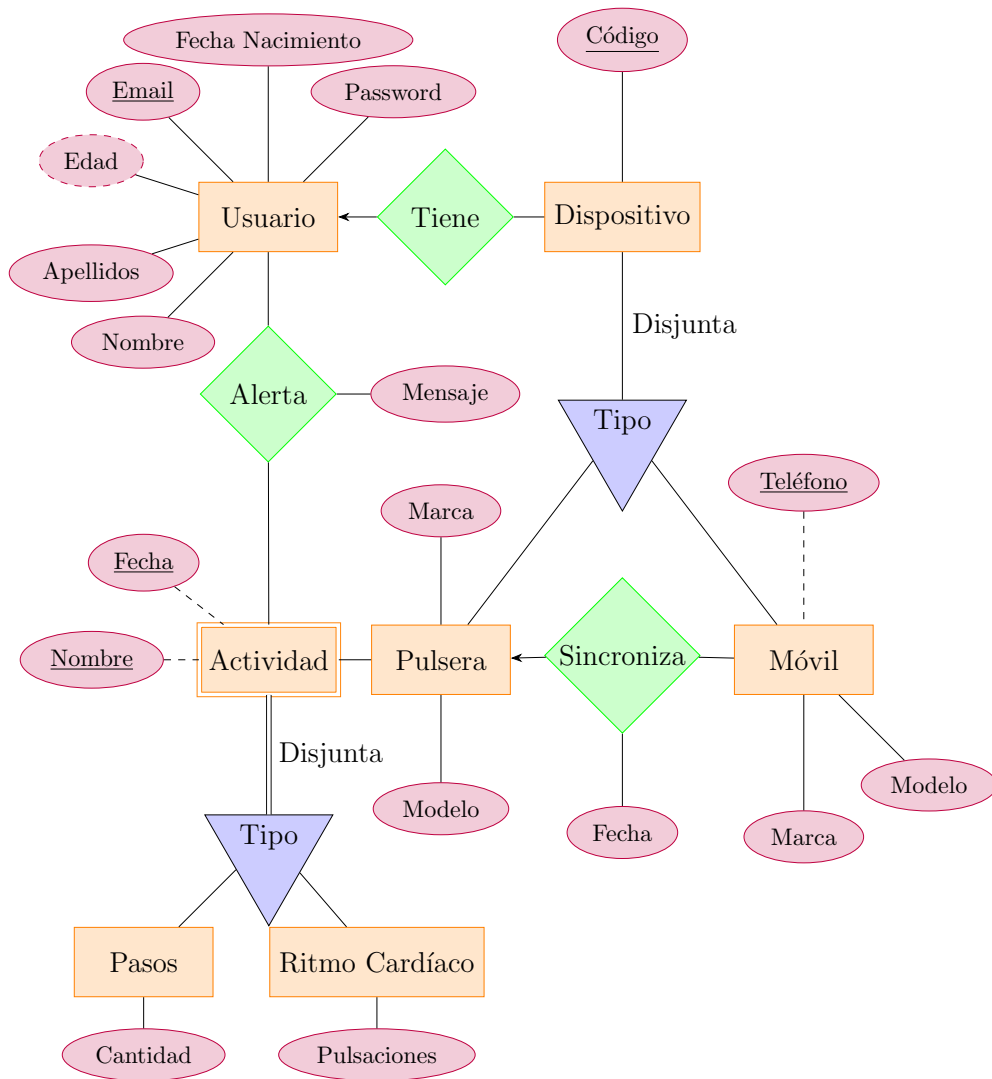 Fecha Nacimiento
Código
Email
Password
Edad
Usuario
Tiene
Dispositivo
Apellidos
Disjunta
Nombre
Alerta
Mensaje
Tipo
Teléfono
Marca
Fecha
Nombre
Actividad
Pulsera
Sincroniza
Móvil
Disjunta
Modelo
Modelo
Fecha
Marca
Tipo
Pasos
Ritmo Cardíaco
Cantidad
Pulsaciones